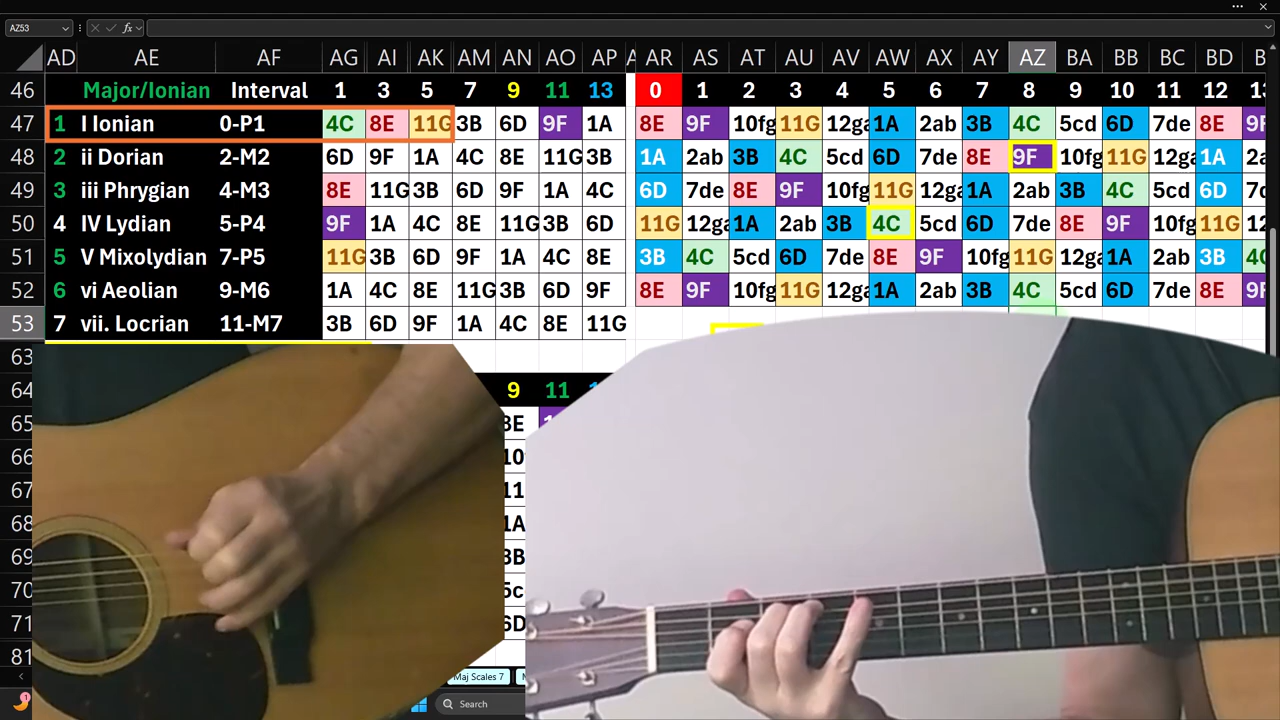 AZ53 fx
AD AE AF AG AI AK AM AN AO AP A AR AS AT AU AV AW AX AY AZ BA BB BC BD B
46 Major/Ionian Interval 1 3 5 7 9 11 13 0 1 2 3 4 5 6 7 8 9 10 11 12 13
47 1 I Ionian 0-P1 4C 8E 11G 3B 6D 9F 1A 8E 9F 10fg 11G 12ga 1A 2ab 3B 4C 5cd 6D 7de 8E 9F
48 2 ii Dorian 2-M2 6D 9F 1A 4C 8E 11G 3B 1A 2ab 3B 4C 5cd 6D 7de 8E 9F 10fg 11G 12ga 1A 2a
49 3 iii Phrygian 4-M3 8E 11G 3B 6D 9F 1A 4C 6D 7de 8E 9F 10fg 11G 12ga 1A 2ab 3B 4C 5cd 6D 7d
50 4 IV Lydian 5-P4 9F 1A 4C 8E 11G 3B 6D 11G 12ga 1A 2ab 3B 4C 5cd 6D 7de 8E 9F 10fg 11G 12
51 5 V Mixolydian 7-P5 11G 3B 6D 9F 1A 4C 8E 3B 4C 5cd 6D 7de 8E 9F 10fg 11G 12ga 1A 2ab 3B 4C
52 6 vi Aeolian 9-M6 1A 4C 8E 11G 3B 6D 9F 8E 9F 10fg 11G 12ga 1A 2ab 3B 4C 5cd 6D 7de 8E 9F
53 7 vii. Locrian 11-M7 3B 6D 9F 1A 4C 8E 11G
63
64 9 11
65 8E
66 10
67 11
68 1A
69 3B
70 5c
71 6D
81
Maj Scales 7
Search